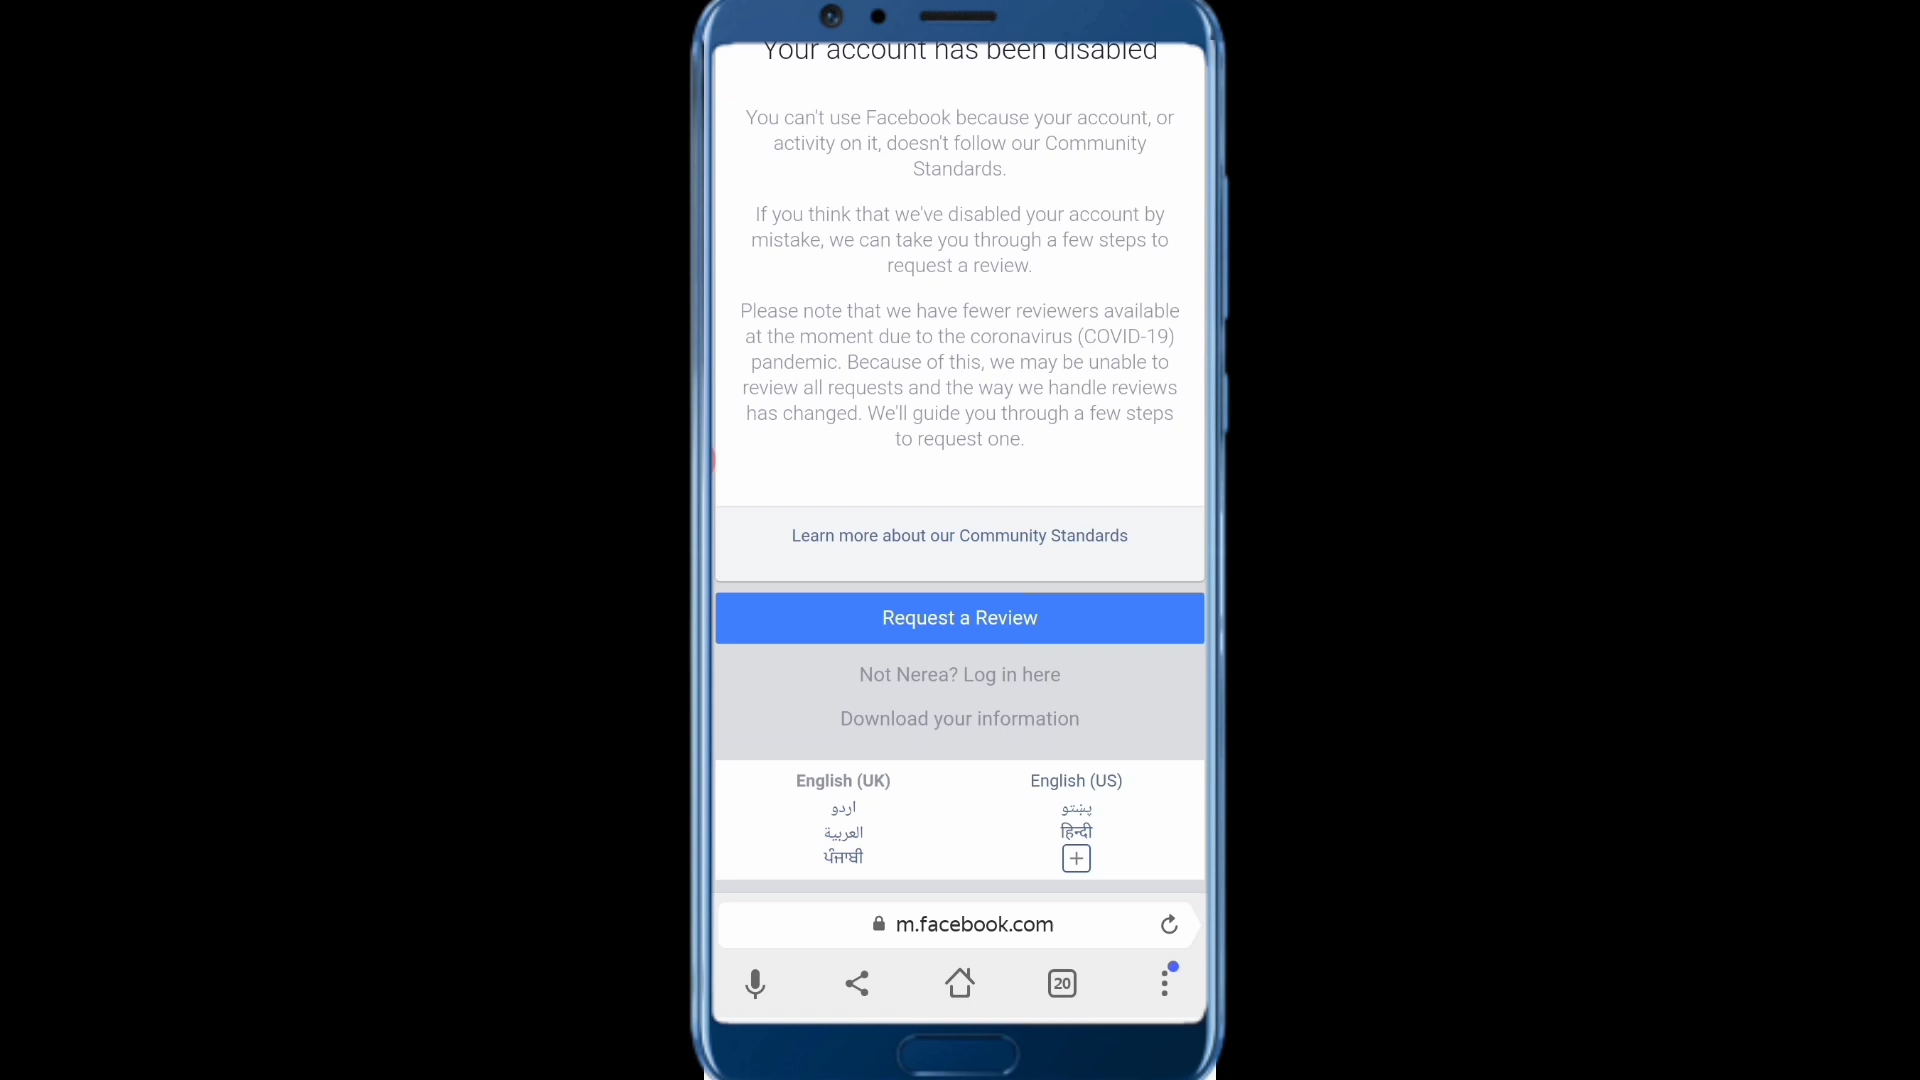 Your account has been disabled
You can't use Facebook because your account, or
activity on it, doesn't follow our Community
Standards.
If you think that we've disabled your account by
mistake, we can take you through a few steps to
request a review.
Please note that we have fewer reviewers available
at the moment due to the coronavirus (COVID-19)
pandemic. Because of this, we may be unable to
review all requests and the way we handle reviews
has changed. We'll guide you through a few steps
to request one.
Learn more about our Community Standards
Request a Review
Not Nerea? Log in here
Download your information
English (UK) English (US)
اردو پښتو
العربية हिन्दी
ਪੰਜਾਬੀ
m.facebook.com
20